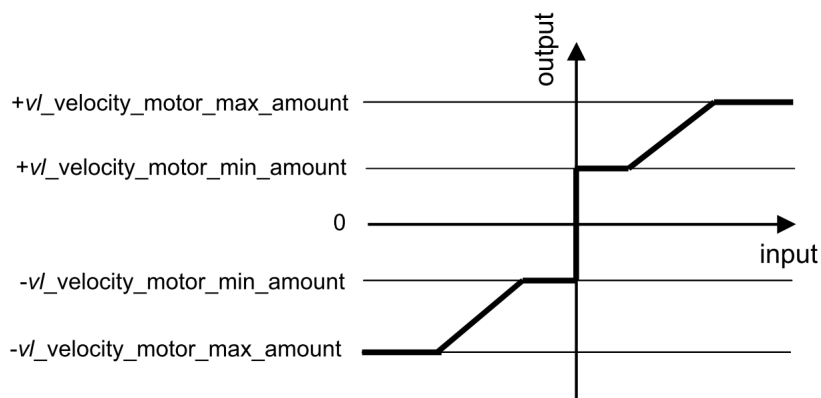 output
+vl_velocity_motor_max_amount
+vl_velocity_motor_min_amount
0
input
-vl_velocity_motor_min_amount
-vl_velocity_motor_max_amount